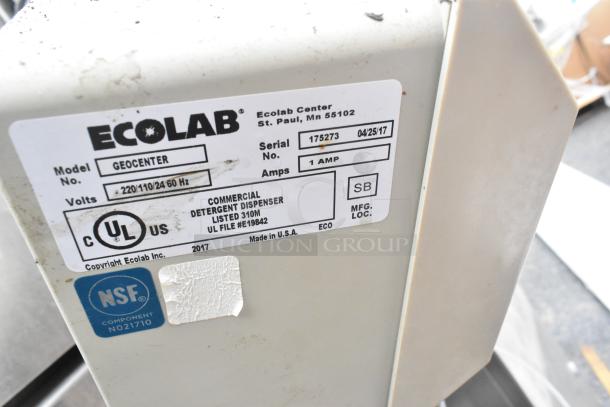 ECOLAB®
Ecolab Center
St. Paul, Mn 55102
Model No. GEOCENTER
Serial No. 175273 04/25/17
Volts 220/110/24 60 Hz
Amps 1 AMP
C UL® US
COMMERCIAL
DETERGENT DISPENSER
LISTED 310M
UL FILE #E19842
SB
MFG.
LOC.
Copyright Ecolab Inc. 2017 Made in U.S.A. ECO
AUCTION GROUP
NSF®
COMPONENT
N021710